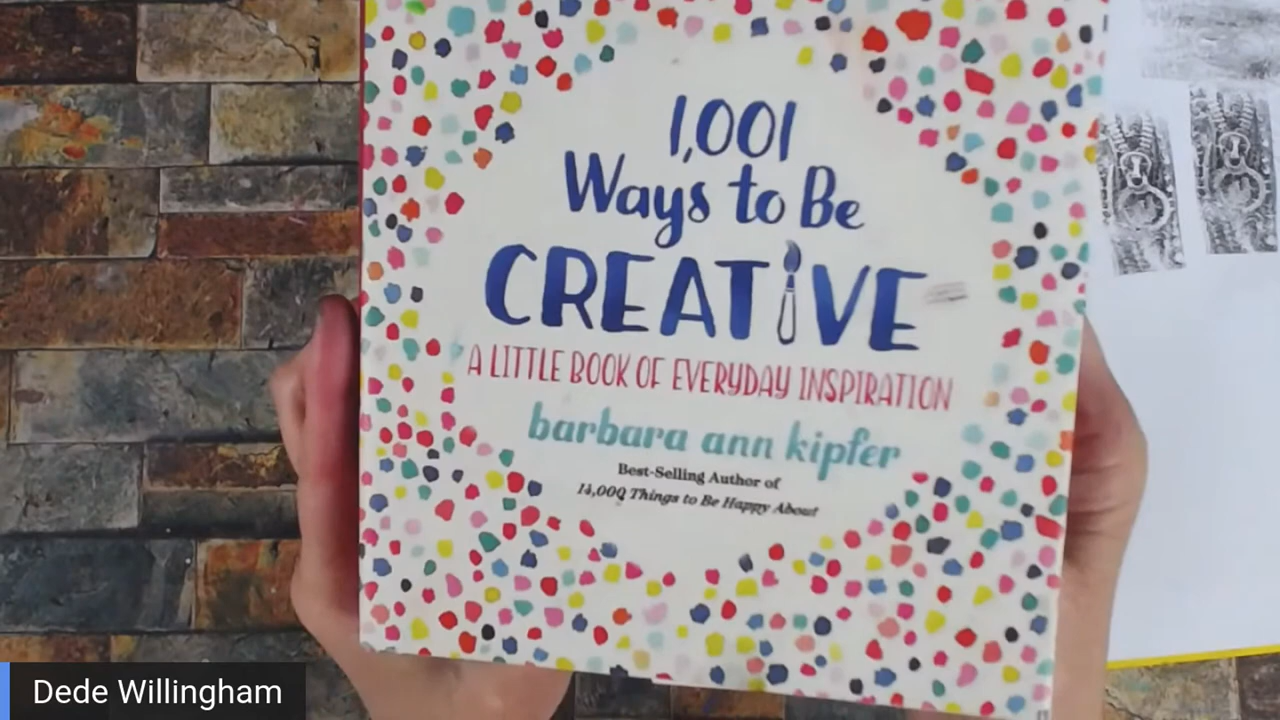 1,001
Ways to Be
CREATIVE
A LITTLE BOOK OF EVERYDAY INSPIRATION
barbara ann kipfer
Best-Selling Author of
14,000 Things to Be Happy About
Dede Willingham